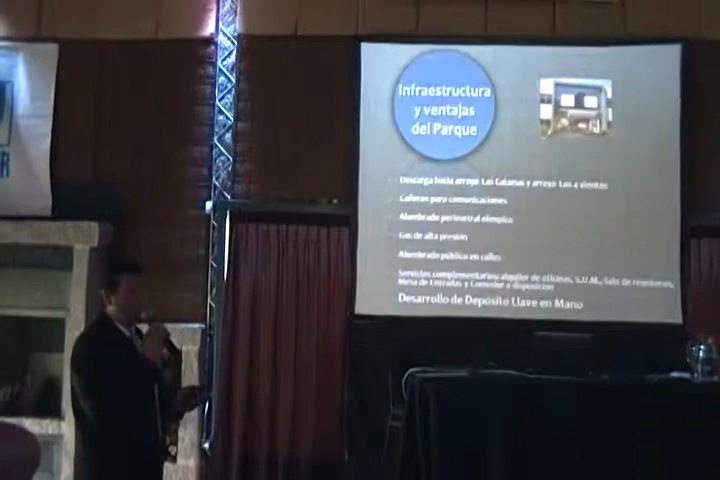 Infraestructura
y ventajas
del Parque
Descarga hacia arroyo Las Catonas y arroyo Los 4 vientos
Cañeros para comunicaciones
Alumbrado perimetral olímpico
Gas de alta presión
Alumbrado público en calles
Servicios complementarios: alquiler de oficinas, S.U.M., Sala de reuniones,
Mesa de Entradas y Comedor a disposición
Desarrollo de Depósito Llave en Mano
R